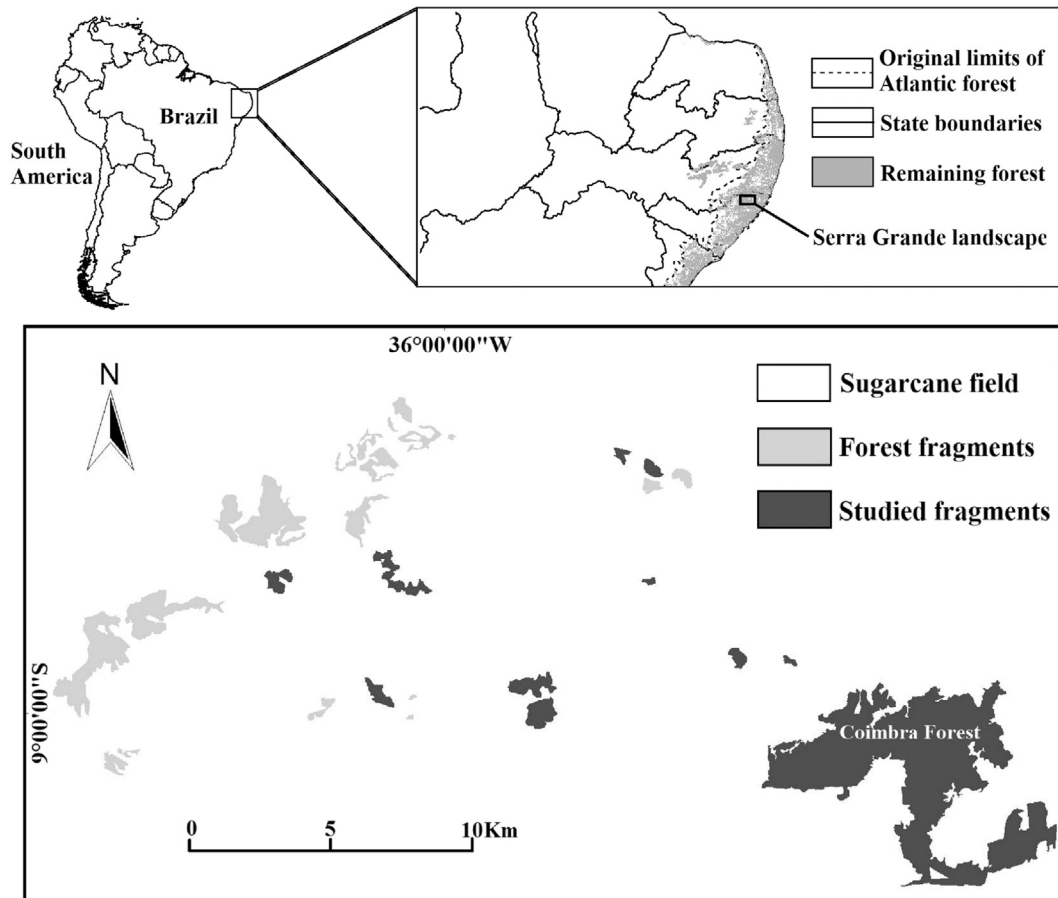 Brazil
South
America
Original limits of
Atlantic forest
State boundaries
Remaining forest
Serra Grande landscape
36°00'00"W
N
Sugarcane field
Forest fragments
Studied fragments
9°00'00"S
Coimbra Forest
0 5 10Km